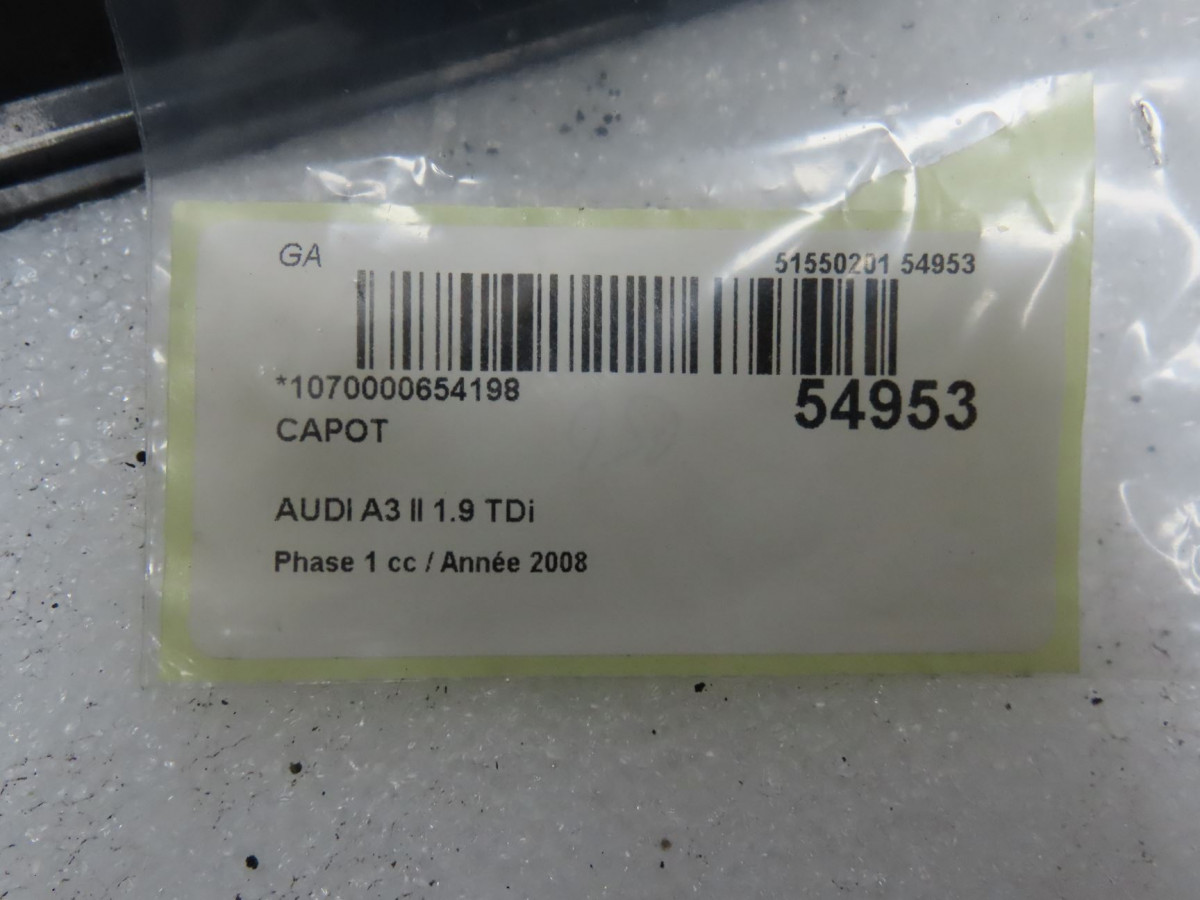 GA
51550201 54953
*1070000654198
54953
CAPOT
AUDI A3 II 1.9 TDi
Phase 1 cc / Année 2008